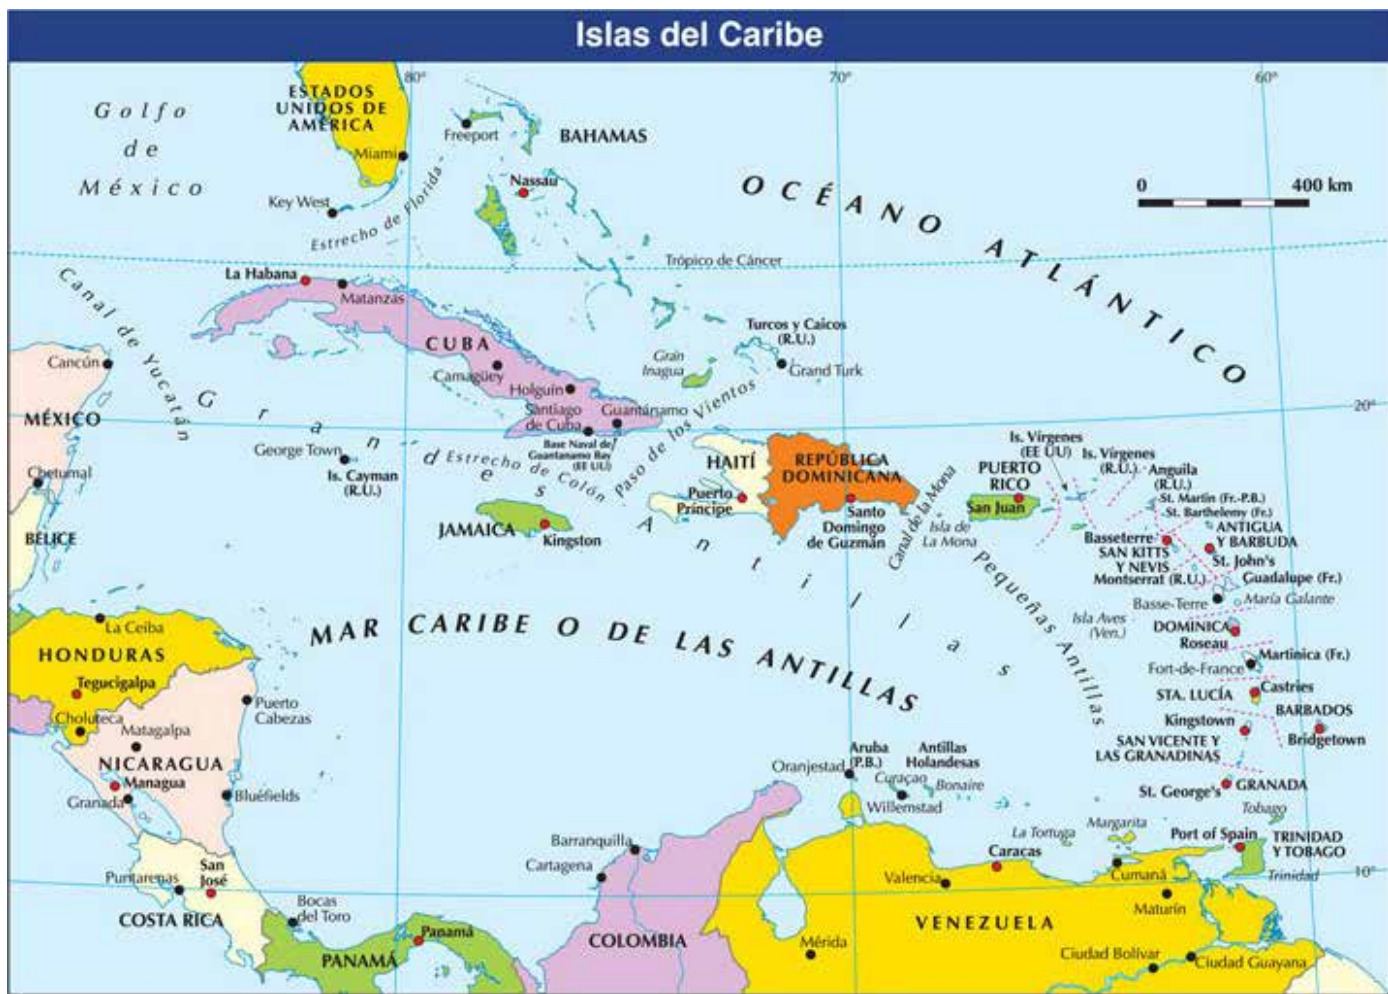 Islas del Caribe
80°
70°
60°
Golfo
de
México
ESTADOS
UNIDOS DE
AMÉRICA
Miami
Key West
Freeport
BAHAMAS
Nassau
Estrecho de Florida
OCÉANO ATLÁNTICO
0 400 km
Trópico de Cáncer
Canal de Yucatán
La Habana
Matanzas
CUBA
Camagüey
Holguín
Santiago
de Cuba
Guantánamo
Base Naval de
Guantanamo Bay
(EE UU)
Turcos y Caicos
(R.U.)
Grand Turk
Gran
Inagua
Paso de los Vientos
Cancún
MÉXICO
Chetumal
BELICE
20°
Grandes Antillas
George Town
Is. Cayman
(R.U.)
Estrecho de Colón
JAMAICA
Kingston
HAITÍ
Puerto
Príncipe
REPÚBLICA
DOMINICANA
Santo
Domingo
de Guzmán
Canal de la Mona
Isla de
La Mona
PUERTO
RICO
San Juan
Is. Vírgenes
(EE UU)
Is. Vírgenes
(R.U.)
Anguila
(R.U.)
St. Martin (Fr.-P.B.)
St. Barthelemy (Fr.)
ANTIGUA
Y BARBUDA
St. John's
Basseterre
SAN KITTS
Y NEVIS
Montserrat (R.U.)
Guadalupe (Fr.)
Basse-Terre
María Galante
Pequeñas Antillas
Isla Aves
(Ven.)
DOMINICA
Roseau
Martinica (Fr.)
Fort-de-France
STA. LUCÍA
Castries
BARBADOS
Bridgetown
Kingstown
SAN VICENTE Y
LAS GRANADINAS
St. George's
GRANADA
Tobago
Port of Spain
TRINIDAD
Y TOBAGO
Trinidad
MAR CARIBE O DE LAS ANTILLAS
La Ceiba
HONDURAS
Tegucigalpa
Choluteca
Puerto
Cabezas
Matagalpa
NICARAGUA
Managua
Granada
Bluefields
San
José
Puntarenas
COSTA RICA
Bocas
del Toro
PANAMÁ
Panamá
Barranquilla
Cartagena
COLOMBIA
Oranjestad
Aruba
(P.B.)
Antillas
Holandesas
Curaçao
Bonaire
Willemstad
La Tortuga
Margarita
Caracas
Valencia
Cumaná
Maturín
VENEZUELA
Mérida
Ciudad Bolívar
Ciudad Guayana
10°